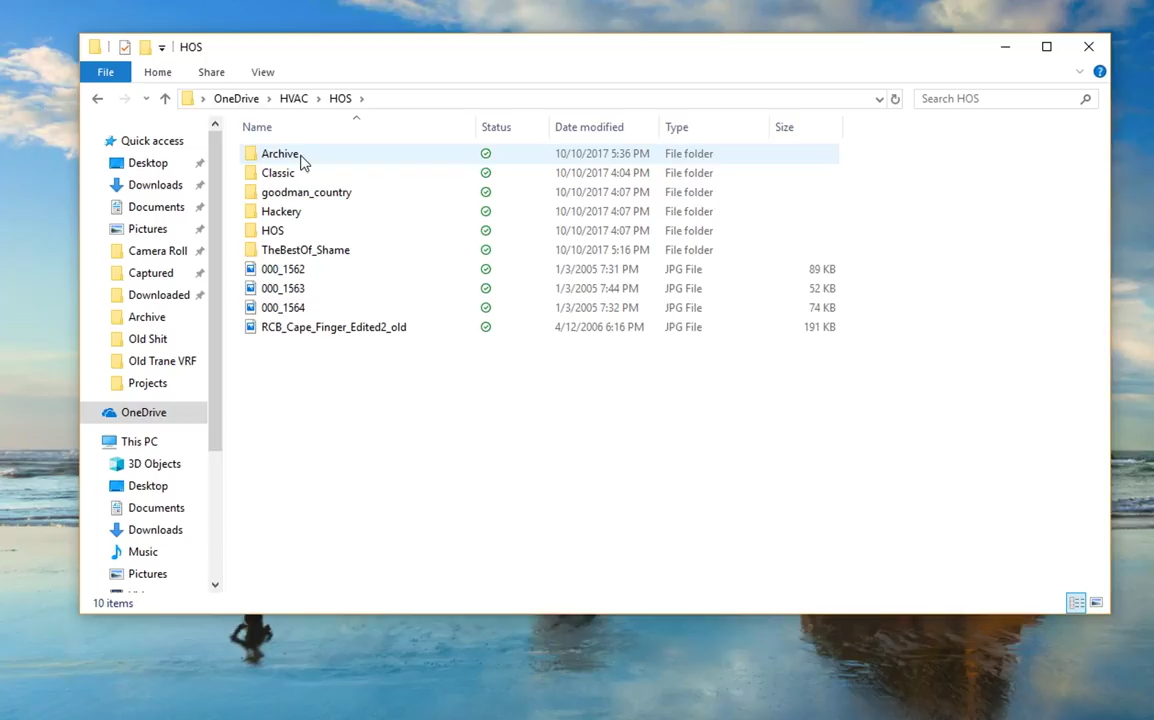 HOS
File Home Share View
OneDrive HVAC HOS Search HOS
Name Status Date modified Type Size
Quick access
Desktop
Downloads
Documents
Pictures
Camera Roll
Captured
Downloaded
Archive
Old Shit
Old Trane VRF
Projects
OneDrive
This PC
3D Objects
Desktop
Documents
Downloads
Music
Pictures
Archive 10/10/2017 5:36 PM File folder
Classic 10/10/2017 4:04 PM File folder
goodman_country 10/10/2017 4:07 PM File folder
Hackery 10/10/2017 4:07 PM File folder
HOS 10/10/2017 4:07 PM File folder
TheBestOf_Shame 10/10/2017 5:16 PM File folder
000_1562 1/3/2005 7:31 PM JPG File 89 KB
000_1563 1/3/2005 7:44 PM JPG File 52 KB
000_1564 1/3/2005 7:32 PM JPG File 74 KB
RCB_Cape_Finger_Edited2_old 4/12/2006 6:16 PM JPG File 191 KB
10 items